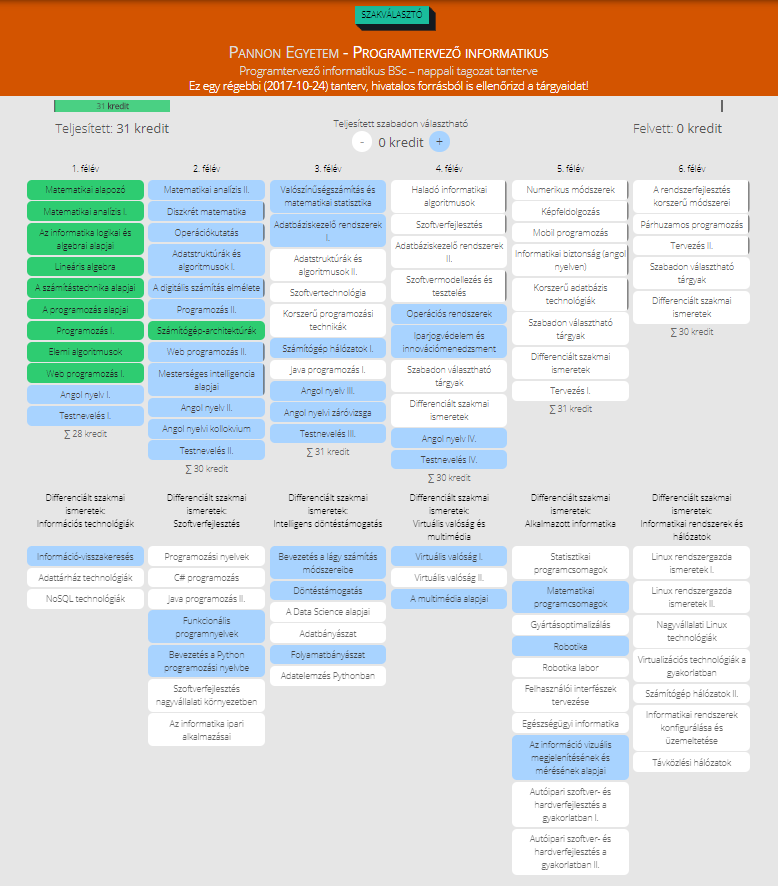 SZAKVÁLASZTÓ
Pannon Egyetem - Programtervező informatikus
Programtervező informatikus BSc – nappali tagozat tanterve
Ez egy régebbi (2017-10-24) tanterv, hivatalos forrásból is ellenőrizd a tárgyaidat!
31 kredit
Teljesített: 31 kredit
Teljesített szabadon választható
- 0 kredit +
Felvett: 0 kredit
1. félév
Matematikai alapozó
Matematikai analízis I.
Az informatika logikai és
algebrai alapjai
Lineáris algebra
A számítástechnika alapjai
A programozás alapjai
Programozás I.
Elemi algoritmusok
Web programozás I.
Angol nyelv I.
Testnevelés I.
∑ 28 kredit
2. félév
Matematikai analízis II.
Diszkrét matematika
Operációkutatás
Adatstruktúrák és
algoritmusok I.
A digitális számítás elmélete
Programozás II.
Számítógép-architektúrák
Web programozás II.
Mesterséges intelligencia
alapjai
Angol nyelv II.
Angol nyelvi kollokvium
Testnevelés II.
∑ 30 kredit
3. félév
Valószínűségszámítás és
matematikai statisztika
Adatbáziskezelő rendszerek
I.
Adatstruktúrák és
algoritmusok II.
Szoftvertechnológia
Korszerű programozási
technikák
Számítógép hálózatok I.
Java programozás I.
Angol nyelv III.
Angol nyelvi záróvizsga
Testnevelés III.
∑ 31 kredit
4. félév
Haladó informatikai
algoritmusok
Szoftverfejlesztés
Adatbáziskezelő rendszerek
II.
Szoftvermodellezés és
tesztelés
Operációs rendszerek
Iparjogvédelem és
innovációmenedzsment
Szabadon választható
tárgyak
Differenciált szakmai
ismeretek
Angol nyelv IV.
Testnevelés IV.
∑ 30 kredit
5. félév
Numerikus módszerek
Képfeldolgozás
Mobil programozás
Informatikai biztonság (angol
nyelven)
Korszerű adatbázis
technológiák
Szabadon választható
tárgyak
Differenciált szakmai
ismeretek
Tervezés I.
∑ 31 kredit
6. félév
A rendszerfejlesztés
korszerű módszerei
Párhuzamos programozás
Tervezés II.
Szabadon választható
tárgyak
Differenciált szakmai
ismeretek
∑ 30 kredit
Differenciált szakmai
ismeretek:
Információs technológiák
Információ-visszakeresés
Adattárház technológiák
NoSQL technológiák
Differenciált szakmai
ismeretek:
Szoftverfejlesztés
Programozási nyelvek
C# programozás
Java programozás II.
Funkcionális
programnyelvek
Bevezetés a Python
programozási nyelvbe
Szoftverfejlesztés
nagyvállalati környezetben
Az informatika ipari
alkalmazásai
Differenciált szakmai
ismeretek:
Intelligens döntéstámogatás
Bevezetés a lágy számítás
módszereibe
Döntéstámogatás
A Data Science alapjai
Adatbányászat
Folyamatbányászat
Adatelemzés Pythonban
Differenciált szakmai
ismeretek:
Virtuális valóság és
multimédia
Virtuális valóság I.
Virtuális valóság II.
A multimédia alapjai
Differenciált szakmai
ismeretek:
Alkalmazott informatika
Statisztikai
programcsomagok
Matematikai
programcsomagok
Gyártásoptimalizálás
Robotika
Robotika labor
Felhasználói interfészek
tervezése
Egészségügyi informatika
Az információ vizuális
megjelenítésének és
mérésének alapjai
Autóipari szoftver- és
hardverfejlesztés a
gyakorlatban I.
Autóipari szoftver- és
hardverfejlesztés a
gyakorlatban II.
Differenciált szakmai
ismeretek:
Informatikai rendszerek és
hálózatok
Linux rendszergazda
ismeretek I.
Linux rendszergazda
ismeretek II.
Nagyvállalati Linux
technológiák
Virtualizációs technológiák a
gyakorlatban
Számítógép hálózatok II.
Informatikai rendszerek
konfigurálása és
üzemeltetése
Távközlési hálózatok